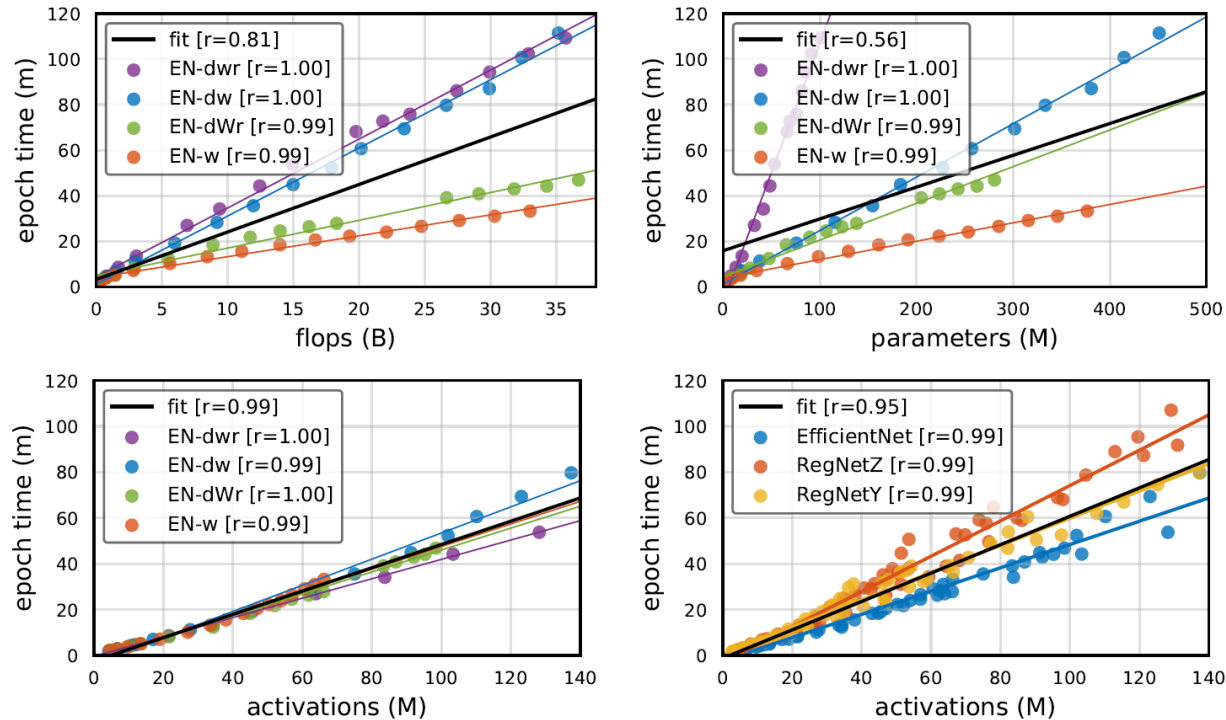 120
100
80
60
40
20
0
epoch time (m)
fit [r=0.81]
EN-dwr [r=1.00]
EN-dw [r=1.00]
EN-dWr [r=0.99]
EN-w [r=0.99]
0 5 10 15 20 25 30 35
flops (B)
120
100
80
60
40
20
0
epoch time (m)
fit [r=0.56]
EN-dwr [r=1.00]
EN-dw [r=1.00]
EN-dWr [r=0.99]
EN-w [r=0.99]
0 100 200 300 400 500
parameters (M)
120
100
80
60
40
20
0
epoch time (m)
fit [r=0.99]
EN-dwr [r=1.00]
EN-dw [r=0.99]
EN-dWr [r=1.00]
EN-w [r=0.99]
0 20 40 60 80 100 120 140
activations (M)
120
100
80
60
40
20
0
epoch time (m)
fit [r=0.95]
EfficientNet [r=0.99]
RegNetZ [r=0.99]
RegNetY [r=0.99]
0 20 40 60 80 100 120 140
activations (M)